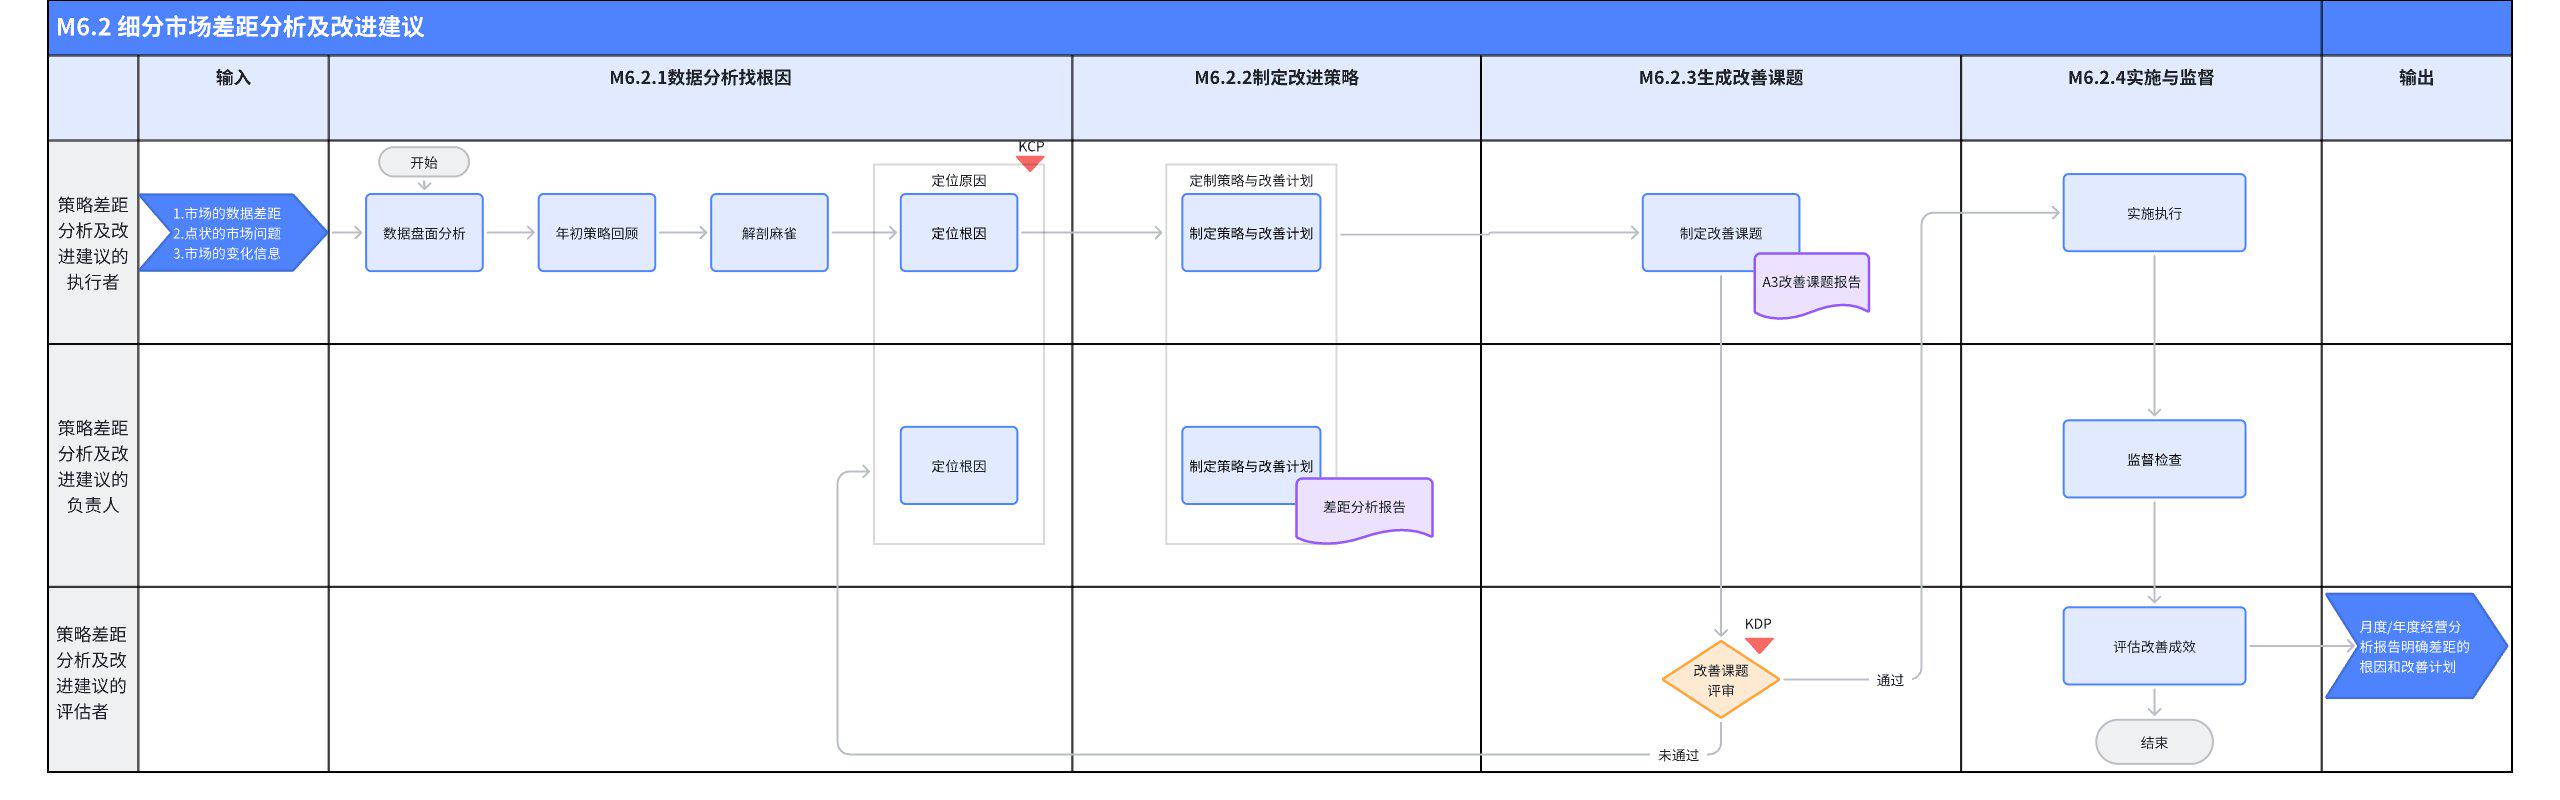 M6.2 细分市场差距分析及改进建议
输入
M6.2.1数据分析找根因
M6.2.2制定改进策略
M6.2.3生成改善课题
M6.2.4实施与监督
输出
策略差距
分析及改
进建议的
执行者
1.市场的数据差距
2.点状的市场问题
3.市场的变化信息
开始
数据盘面分析
年初策略回顾
解剖麻雀
KCP
定位原因
定位根因
定制策略与改善计划
制定策略与改善计划
制定改善课题
A3改善课题报告
实施执行
策略差距
分析及改
进建议的
负责人
定位根因
制定策略与改善计划
差距分析报告
监督检查
策略差距
分析及改
进建议的
评估者
KDP
改善课题
评审
通过
未通过
评估改善成效
结束
月度/年度经营分
析报告明确差距的
根因和改善计划